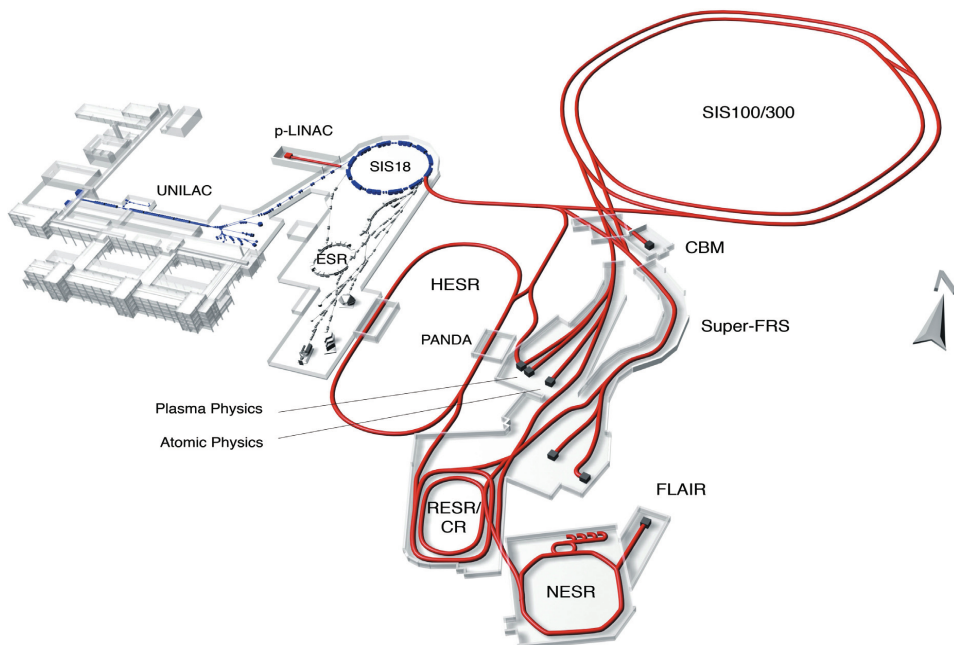 SIS100/300
p-LINAC
SIS18
UNILAC
ESR
CBM
HESR
Super-FRS
PANDA
Plasma Physics
Atomic Physics
FLAIR
RESR/
CR
NESR